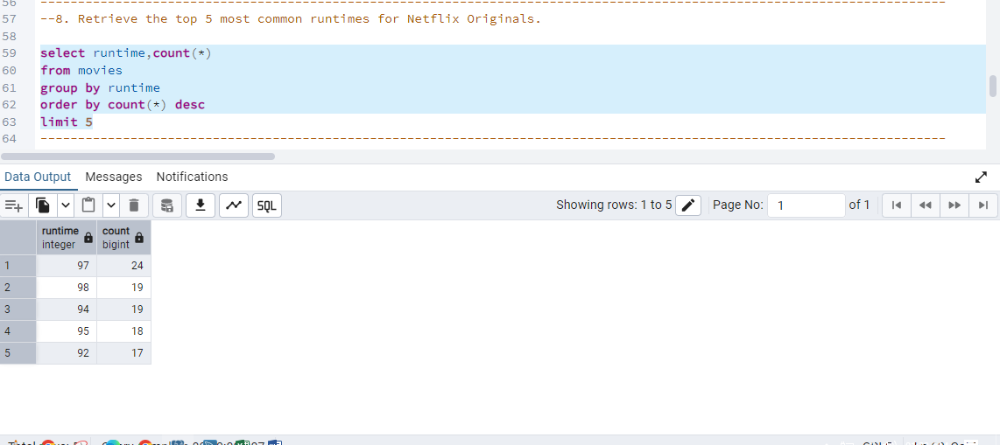 56 --------------------------------------------------------------------------------------------------------------------------
57 --8. Retrieve the top 5 most common runtimes for Netflix Originals.
58
59 select runtime,count(*)
60 from movies
61 group by runtime
62 order by count(*) desc
63 limit 5
64 --------------------------------------------------------------------------------------------------------------------------
Data Output Messages Notifications
SQL Showing rows: 1 to 5 Page No: 1 of 1
runtime count
integer bigint
1 97 24
2 98 19
3 94 19
4 95 18
5 92 17